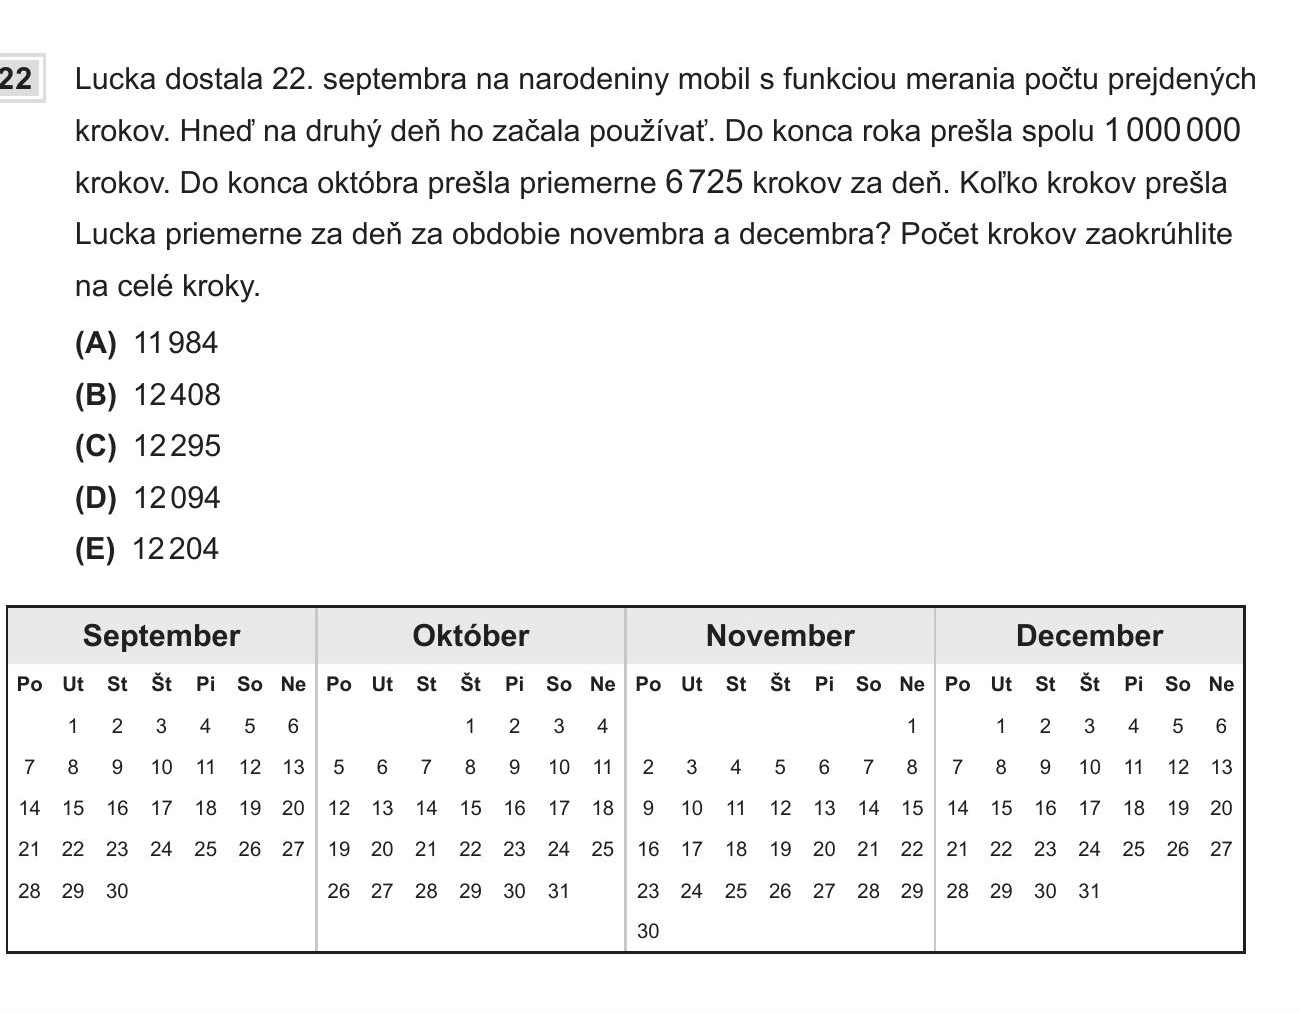 22 Lucka dostala 22. septembra na narodeniny mobil s funkciou merania počtu prejdených
krokov. Hneď na druhý deň ho začala používať. Do konca roka prešla spolu 1 000 000
krokov. Do konca októbra prešla priemerne 6 725 krokov za deň. Koľko krokov prešla
Lucka priemerne za deň za obdobie novembra a decembra? Počet krokov zaokrúhlite
na celé kroky.
(A) 11 984
(B) 12 408
(C) 12 295
(D) 12 094
(E) 12 204
September Október November December
Po Ut St Št Pi So Ne Po Ut St Št Pi So Ne Po Ut St Št Pi So Ne Po Ut St Št Pi So Ne
1 2 3 4 5 6 1 2 3 4 1 1 2 3 4 5 6
7 8 9 10 11 12 13 5 6 7 8 9 10 11 2 3 4 5 6 7 8 7 8 9 10 11 12 13
14 15 16 17 18 19 20 12 13 14 15 16 17 18 9 10 11 12 13 14 15 14 15 16 17 18 19 20
21 22 23 24 25 26 27 19 20 21 22 23 24 25 16 17 18 19 20 21 22 21 22 23 24 25 26 27
28 29 30 26 27 28 29 30 31 23 24 25 26 27 28 29 28 29 30 31
30